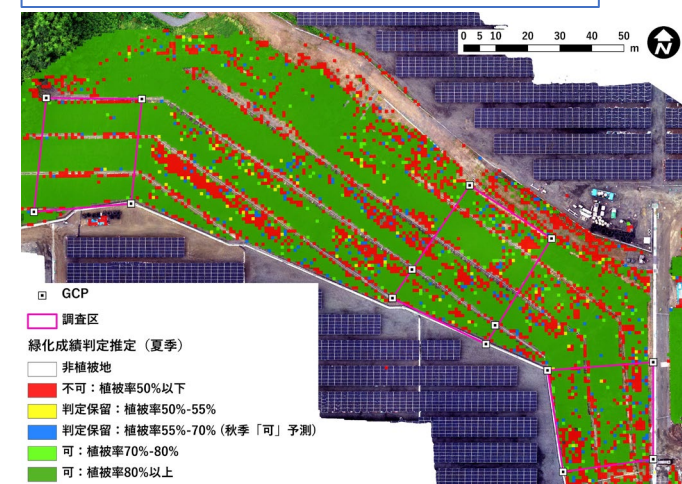 0 5 10 20 30 40 50
m
N
GCP
調査区
緑化成績判定推定（夏季）
非植被地
不可：植被率50%以下
判定保留：植被率50%-55%
判定保留：植被率55%-70%（秋季「可」予測）
可：植被率70%-80%
可：植被率80%以上